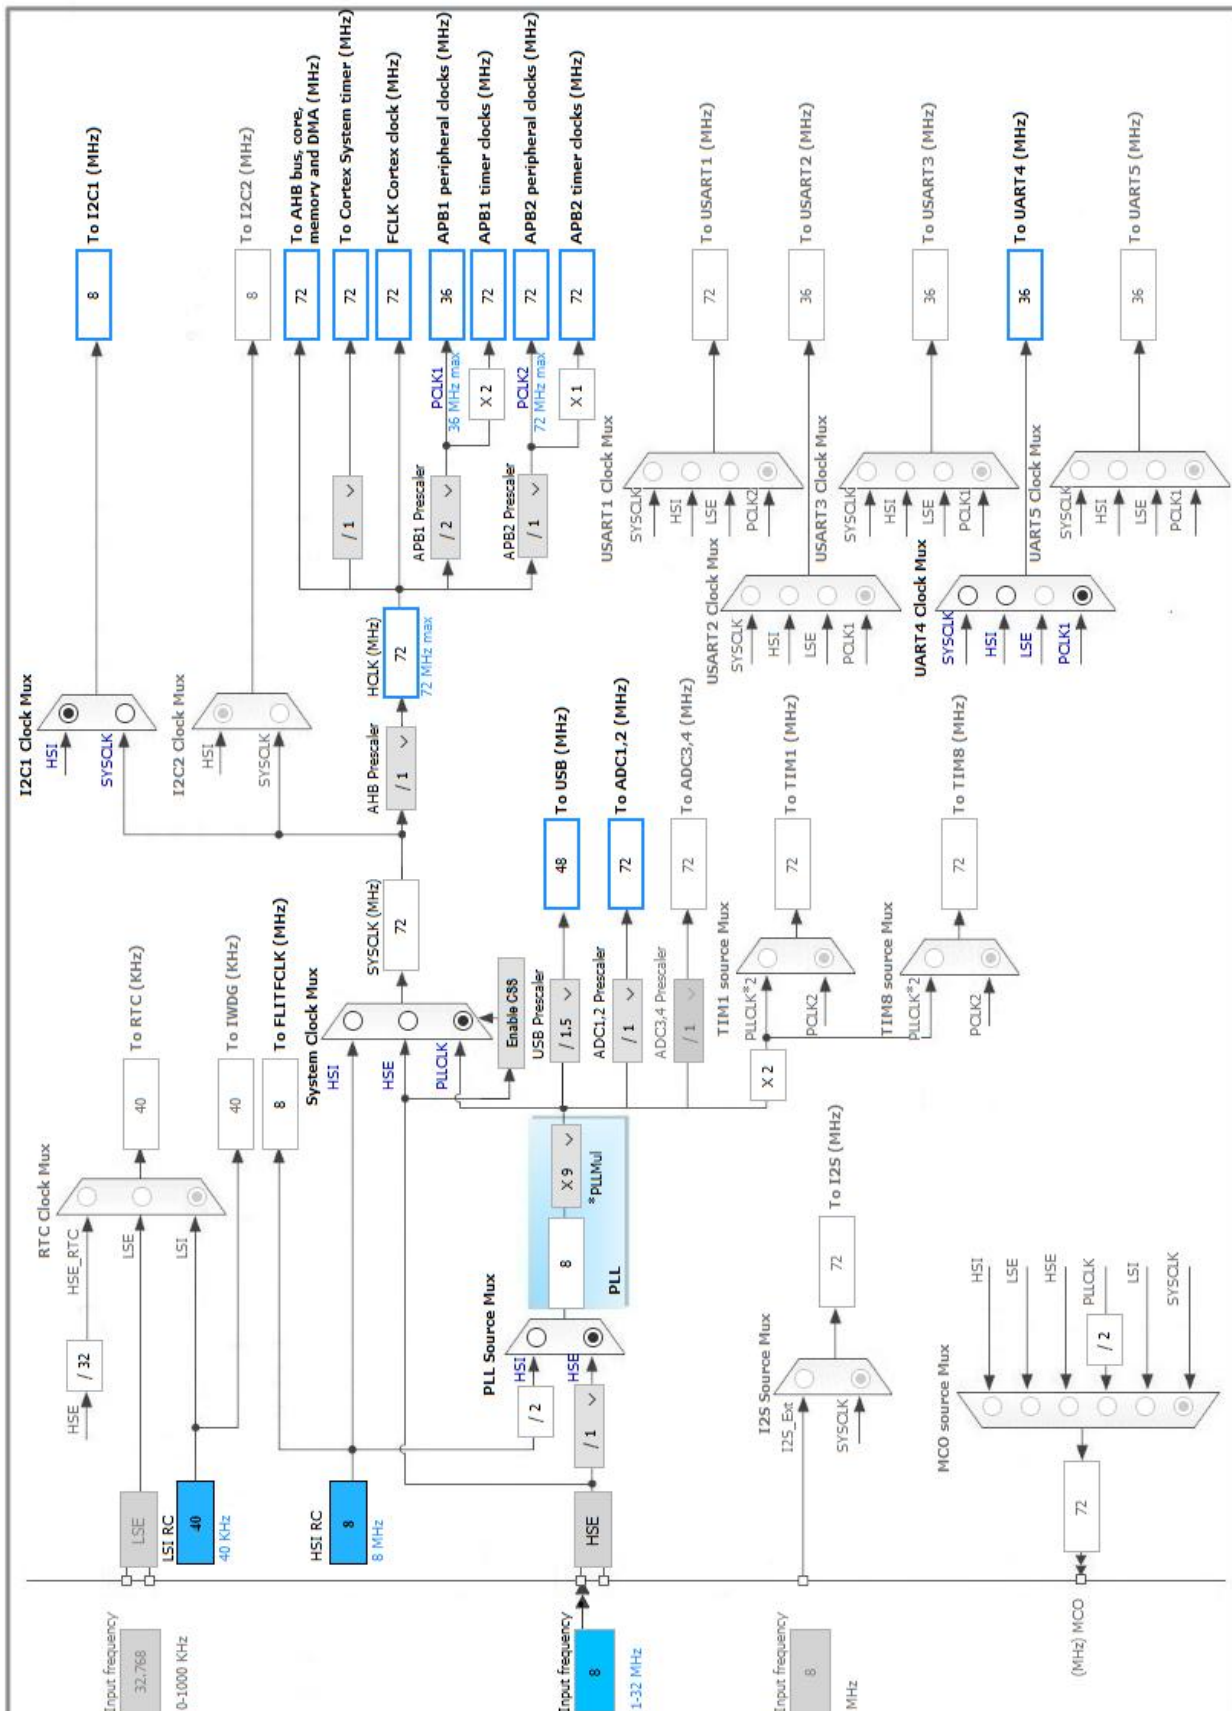 Input frequency
32.768
0-1000 KHz
LSE
LSI RC
40
40 KHz
HSE
/ 32
HSE_RTC
LSE
LSI
RTC Clock Mux
40
To RTC (KHz)
40
To IWDG (KHz)
HSI RC
8
8 MHz
8
To FLITFCLK (MHz)
Input frequency
8
1-32 MHz
HSE
/ 2
/ 1
PLL Source Mux
HSI
HSE
8
X 9
*PLLMul
PLL
System Clock Mux
HSI
HSE
PLLCLK
Enable CSS
SYSCLK (MHz)
72
AHB Prescaler
/ 1
HCLK (MHz)
72
72 MHz max
I2C1 Clock Mux
HSI
SYSCLK
8
To I2C1 (MHz)
I2C2 Clock Mux
HSI
SYSCLK
8
To I2C2 (MHz)
72
To AHB bus, core,
memory and DMA (MHz)
/ 1
72
To Cortex System timer (MHz)
72
FCLK Cortex clock (MHz)
APB1 Prescaler
/ 2
PCLK1
36 MHz max
36
APB1 peripheral clocks (MHz)
X 2
72
APB1 timer clocks (MHz)
APB2 Prescaler
/ 1
PCLK2
72 MHz max
72
APB2 peripheral clocks (MHz)
X 1
72
APB2 timer clocks (MHz)
USB Prescaler
/ 1.5
48
To USB (MHz)
ADC1,2 Prescaler
/ 1
72
To ADC1,2 (MHz)
ADC3,4 Prescaler
/ 1
72
To ADC3,4 (MHz)
X 2
TIM1 source Mux
PLLCLK*2
PCLK2
72
To TIM1 (MHz)
TIM8 source Mux
PLLCLK*2
PCLK2
72
To TIM8 (MHz)
USART1 Clock Mux
SYSCLK
HSI
LSE
PCLK2
72
To USART1 (MHz)
USART2 Clock Mux
SYSCLK
HSI
LSE
PCLK1
36
To USART2 (MHz)
USART3 Clock Mux
SYSCLK
HSI
LSE
PCLK1
36
To USART3 (MHz)
UART4 Clock Mux
SYSCLK
HSI
LSE
PCLK1
36
To UART4 (MHz)
UART5 Clock Mux
SYSCLK
HSI
LSE
PCLK1
36
To UART5 (MHz)
Input frequency
8
MHz
I2S Source Mux
I2S_Ext
SYSCLK
72
To I2S (MHz)
(MHz) MCO
72
MCO source Mux
HSI
LSE
HSE
/ 2
PLLCLK
LSI
SYSCLK